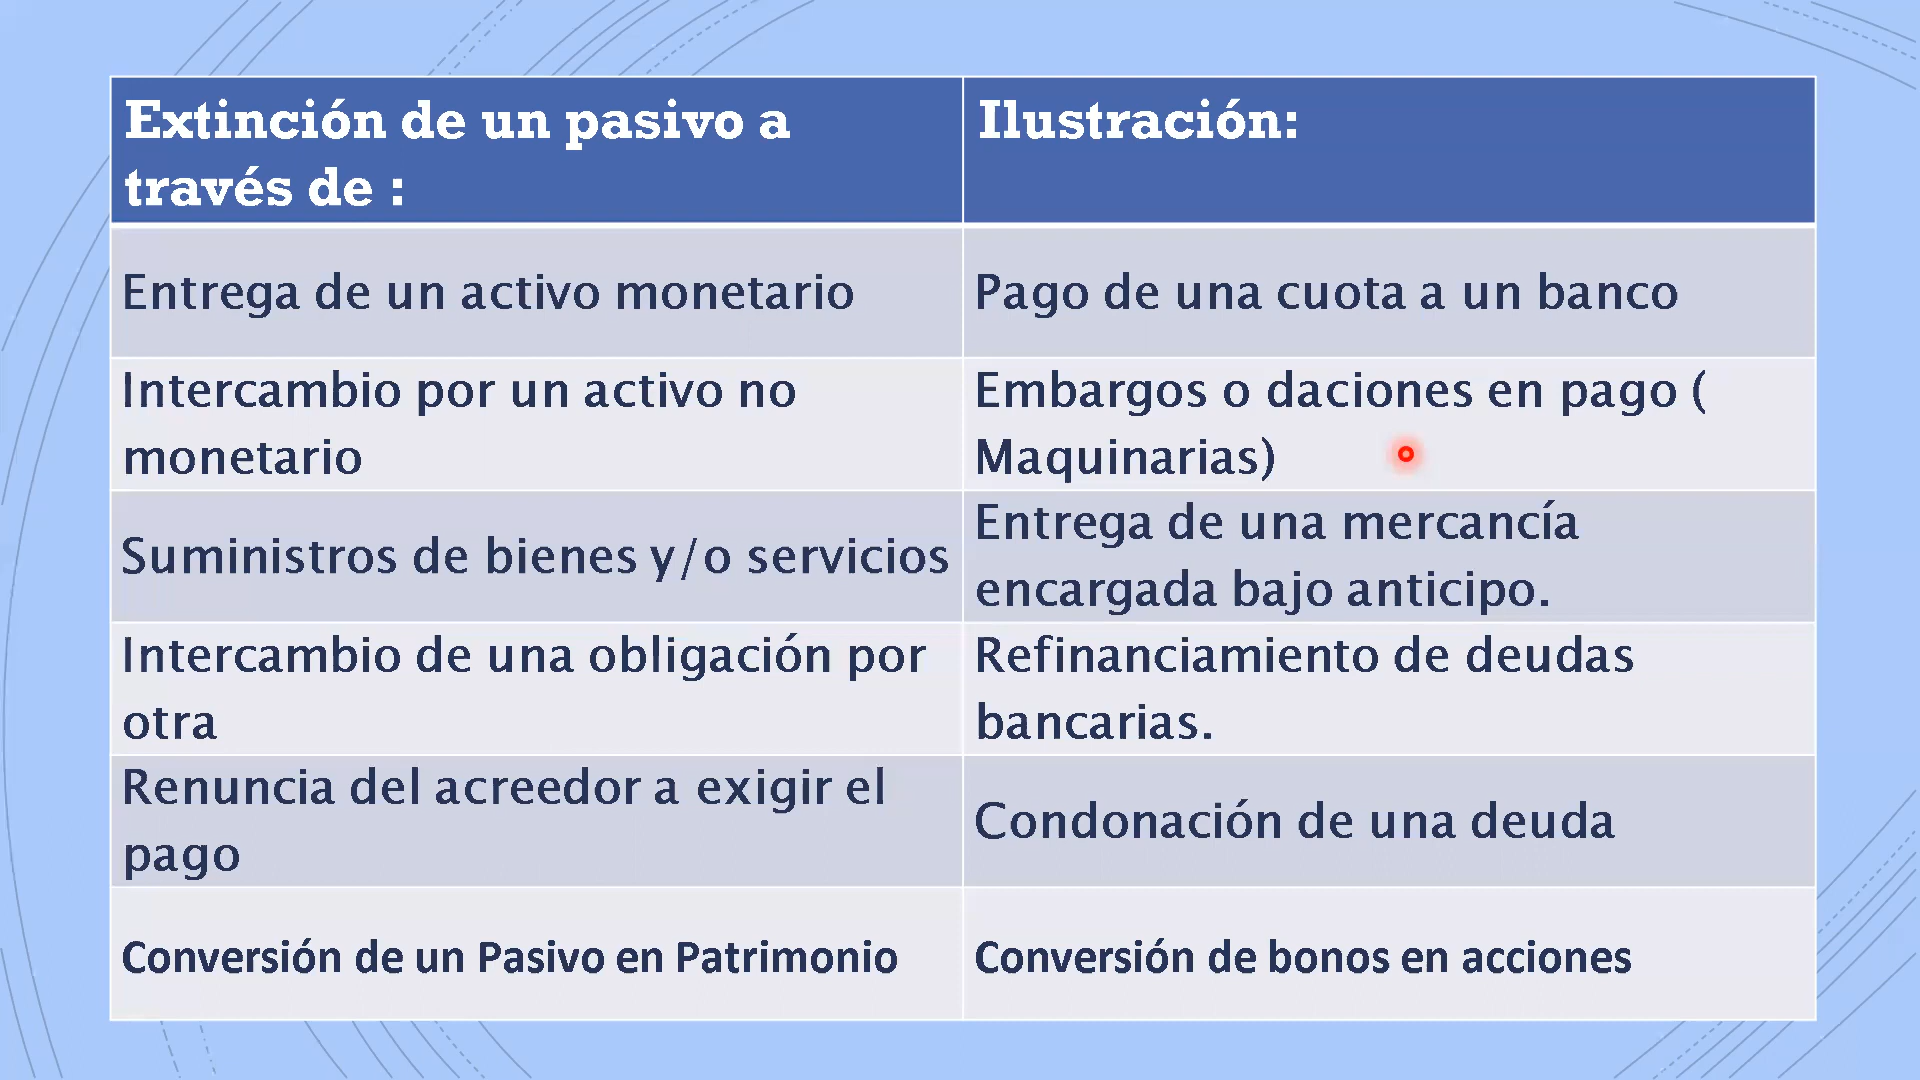 Extinción de un pasivo a
través de :
Ilustración:
Entrega de un activo monetario
Pago de una cuota a un banco
Intercambio por un activo no
monetario
Embargos o daciones en pago (
Maquinarias)
Suministros de bienes y/o servicios
Entrega de una mercancía
encargada bajo anticipo.
Intercambio de una obligación por
otra
Refinanciamiento de deudas
bancarias.
Renuncia del acreedor a exigir el
pago
Condonación de una deuda
Conversión de un Pasivo en Patrimonio
Conversión de bonos en acciones